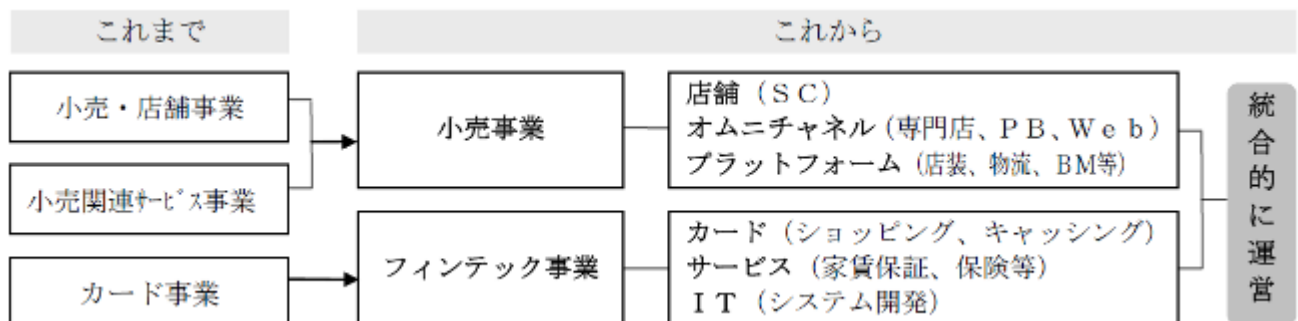 これまで
これから
小売・店舗事業
小売関連ｻｰﾋﾞｽ事業
カード事業
小売事業
フィンテック事業
店舗（ＳＣ）
オムニチャネル（専門店、ＰＢ、Ｗｅｂ）
プラットフォーム（店装、物流、BM等）
カード（ショッピング、キャッシング）
サービス（家賃保証、保険等）
ＩＴ（システム開発）
統合的に運営